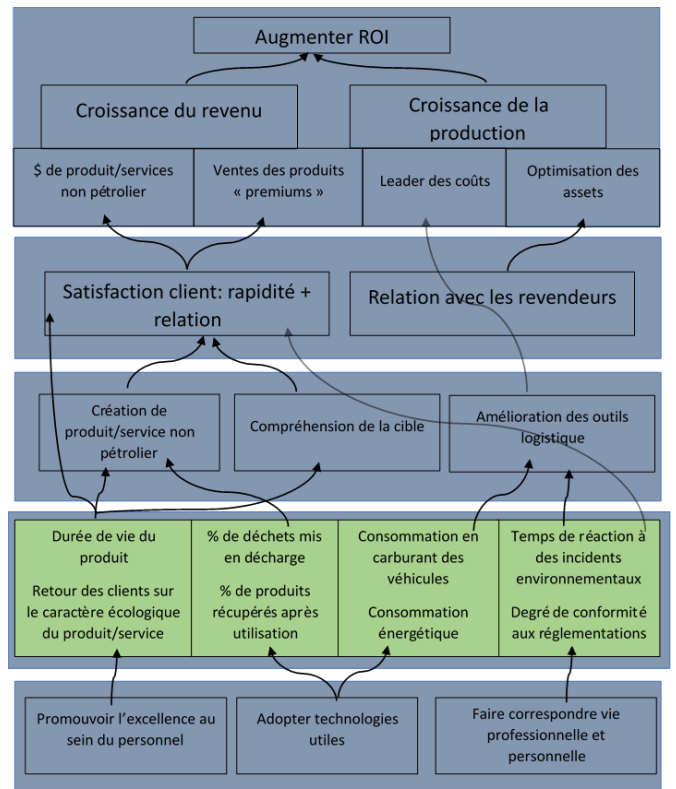 Augmenter ROI
Croissance du revenu
Croissance de la
production
$ de produit/services
non pétrolier
Ventes des produits
« premiums »
Leader des coûts
Optimisation des
assets
Satisfaction client: rapidité +
relation
Relation avec les revendeurs
Création de
produit/service non
pétrolier
Compréhension de la cible
Amélioration des outils
logistique
Durée de vie du
produit
Retour des clients sur
le caractère écologique
du produit/service
% de déchets mis
en décharge
% de produits
récupérés après
utilisation
Consommation en
carburant des
véhicules
Consommation
énergétique
Temps de réaction à
des incidents
environnementaux
Degré de conformité
aux réglementations
Promouvoir l’excellence au
sein du personnel
Adopter technologies
utiles
Faire correspondre vie
professionnelle et
personnelle